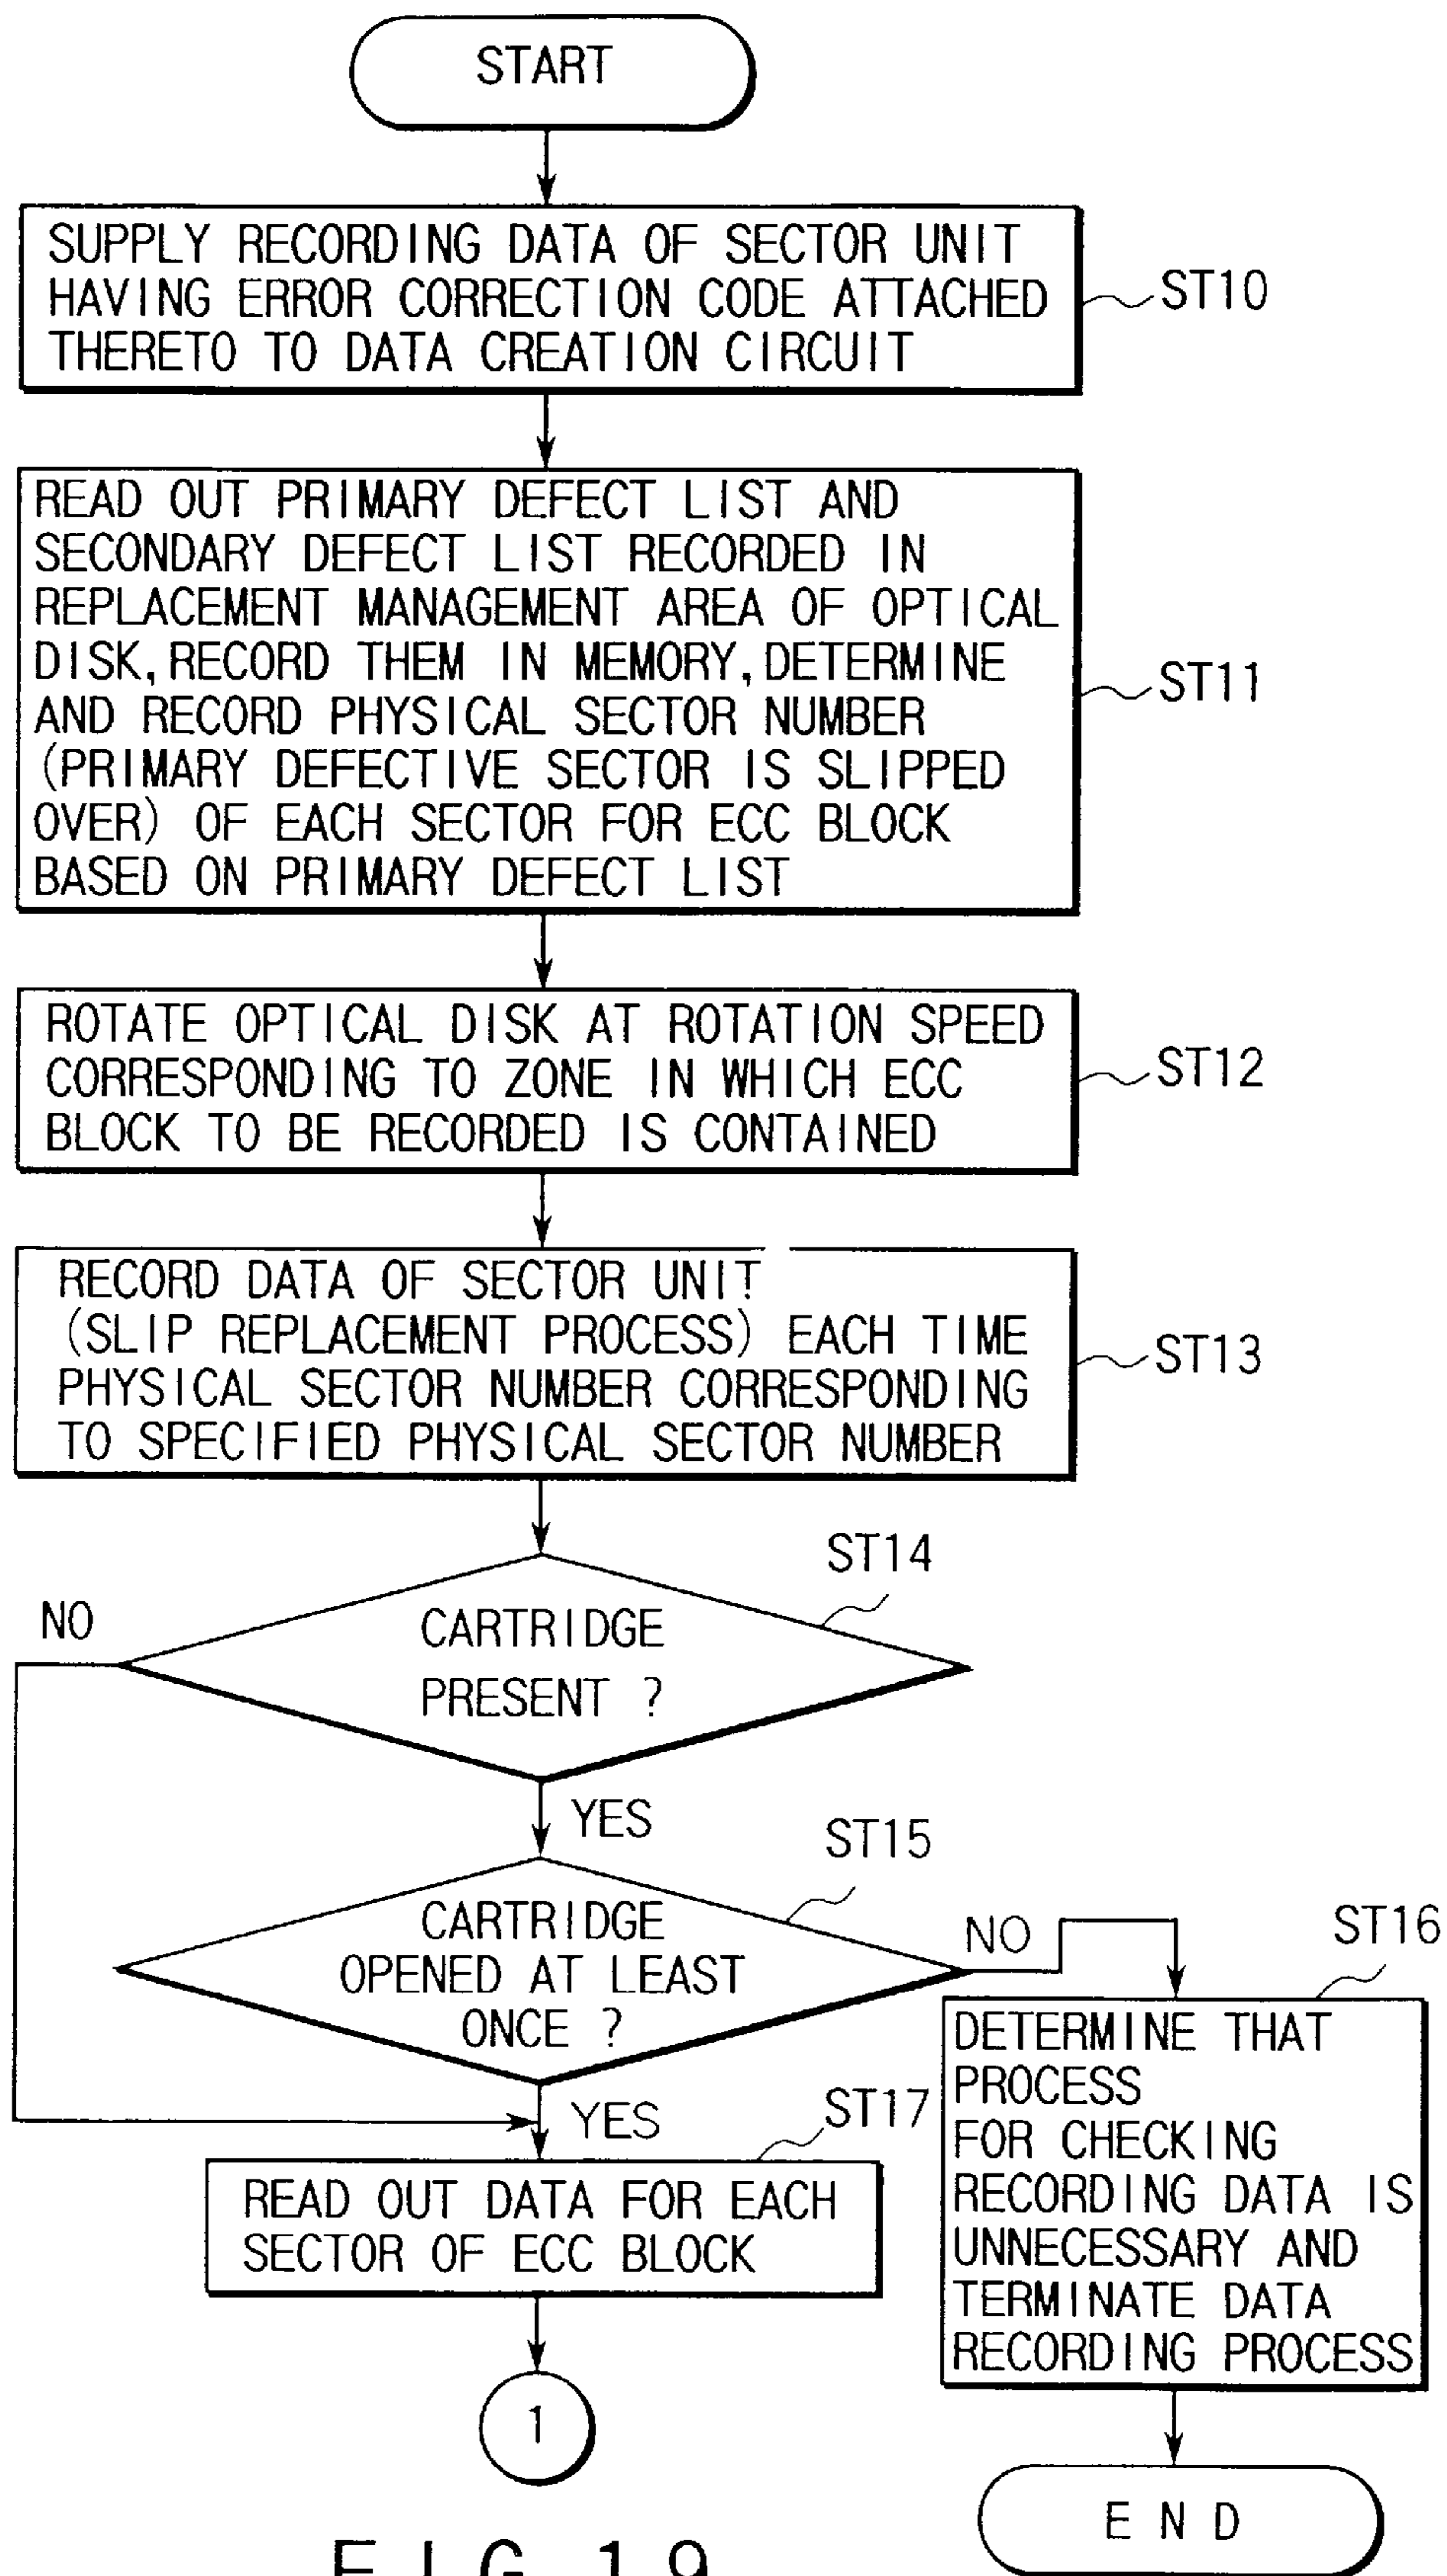 START
SUPPLY RECORDING DATA OF SECTOR UNIT
HAVING ERROR CORRECTION CODE ATTACHED
THERETO TO DATA CREATION CIRCUIT
ST10
READ OUT PRIMARY DEFECT LIST AND
SECONDARY DEFECT LIST RECORDED IN
REPLACEMENT MANAGEMENT AREA OF OPTICAL
DISK, RECORD THEM IN MEMORY, DETERMINE
AND RECORD PHYSICAL SECTOR NUMBER
(PRIMARY DEFECTIVE SECTOR IS SLIPPED
OVER) OF EACH SECTOR FOR ECC BLOCK
BASED ON PRIMARY DEFECT LIST
ST11
ROTATE OPTICAL DISK AT ROTATION SPEED
CORRESPONDING TO ZONE IN WHICH ECC
BLOCK TO BE RECORDED IS CONTAINED
ST12
RECORD DATA OF SECTOR UNIT
(SLIP REPLACEMENT PROCESS) EACH TIME
PHYSICAL SECTOR NUMBER CORRESPONDING
TO SPECIFIED PHYSICAL SECTOR NUMBER
ST13
ST14
NO
CARTRIDGE
PRESENT ?
YES
ST15
CARTRIDGE
OPENED AT LEAST
ONCE ?
NO
ST16
DETERMINE THAT
PROCESS
FOR CHECKING
RECORDING DATA IS
UNNECESSARY AND
TERMINATE DATA
RECORDING PROCESS
YES
ST17
READ OUT DATA FOR EACH
SECTOR OF ECC BLOCK
1
END
FIG.19